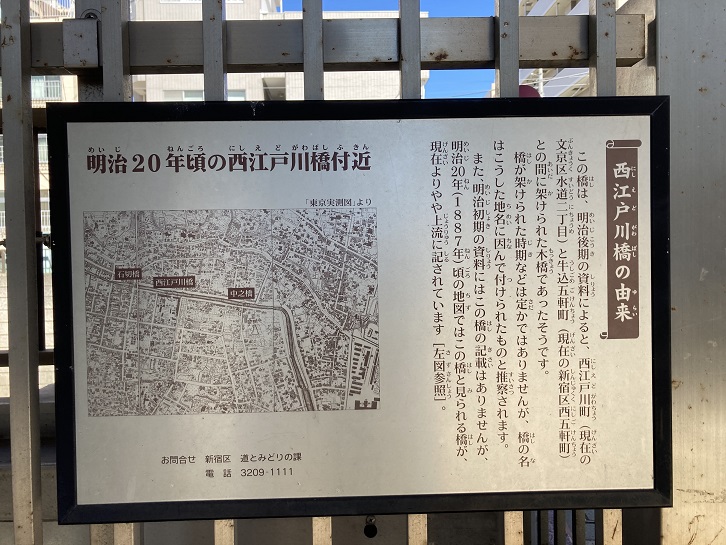 西江戸川橋の由来
この橋は、明治後期の資料によると、西江戸川町（現在の
文京区水道二丁目）と牛込五軒町（現在の新宿区西五軒町）
との間に架けられた木橋であったそうです。
橋が架けられた時期などは定かではありませんが、橋の名
はこうした地名に因んで付けられたものと推察されます。
また、明治初期の資料にはこの橋の記載はありませんが、
明治20年（1887年）頃の地図ではこの橋と見られる橋が、
現在よりやや上流に記されています［左図参照］。
明治20年頃の西江戸川橋付近
「東京実測図」より
石切橋
西江戸川橋
中之橋
お問合せ 新宿区 道とみどりの課
電話 3209-1111